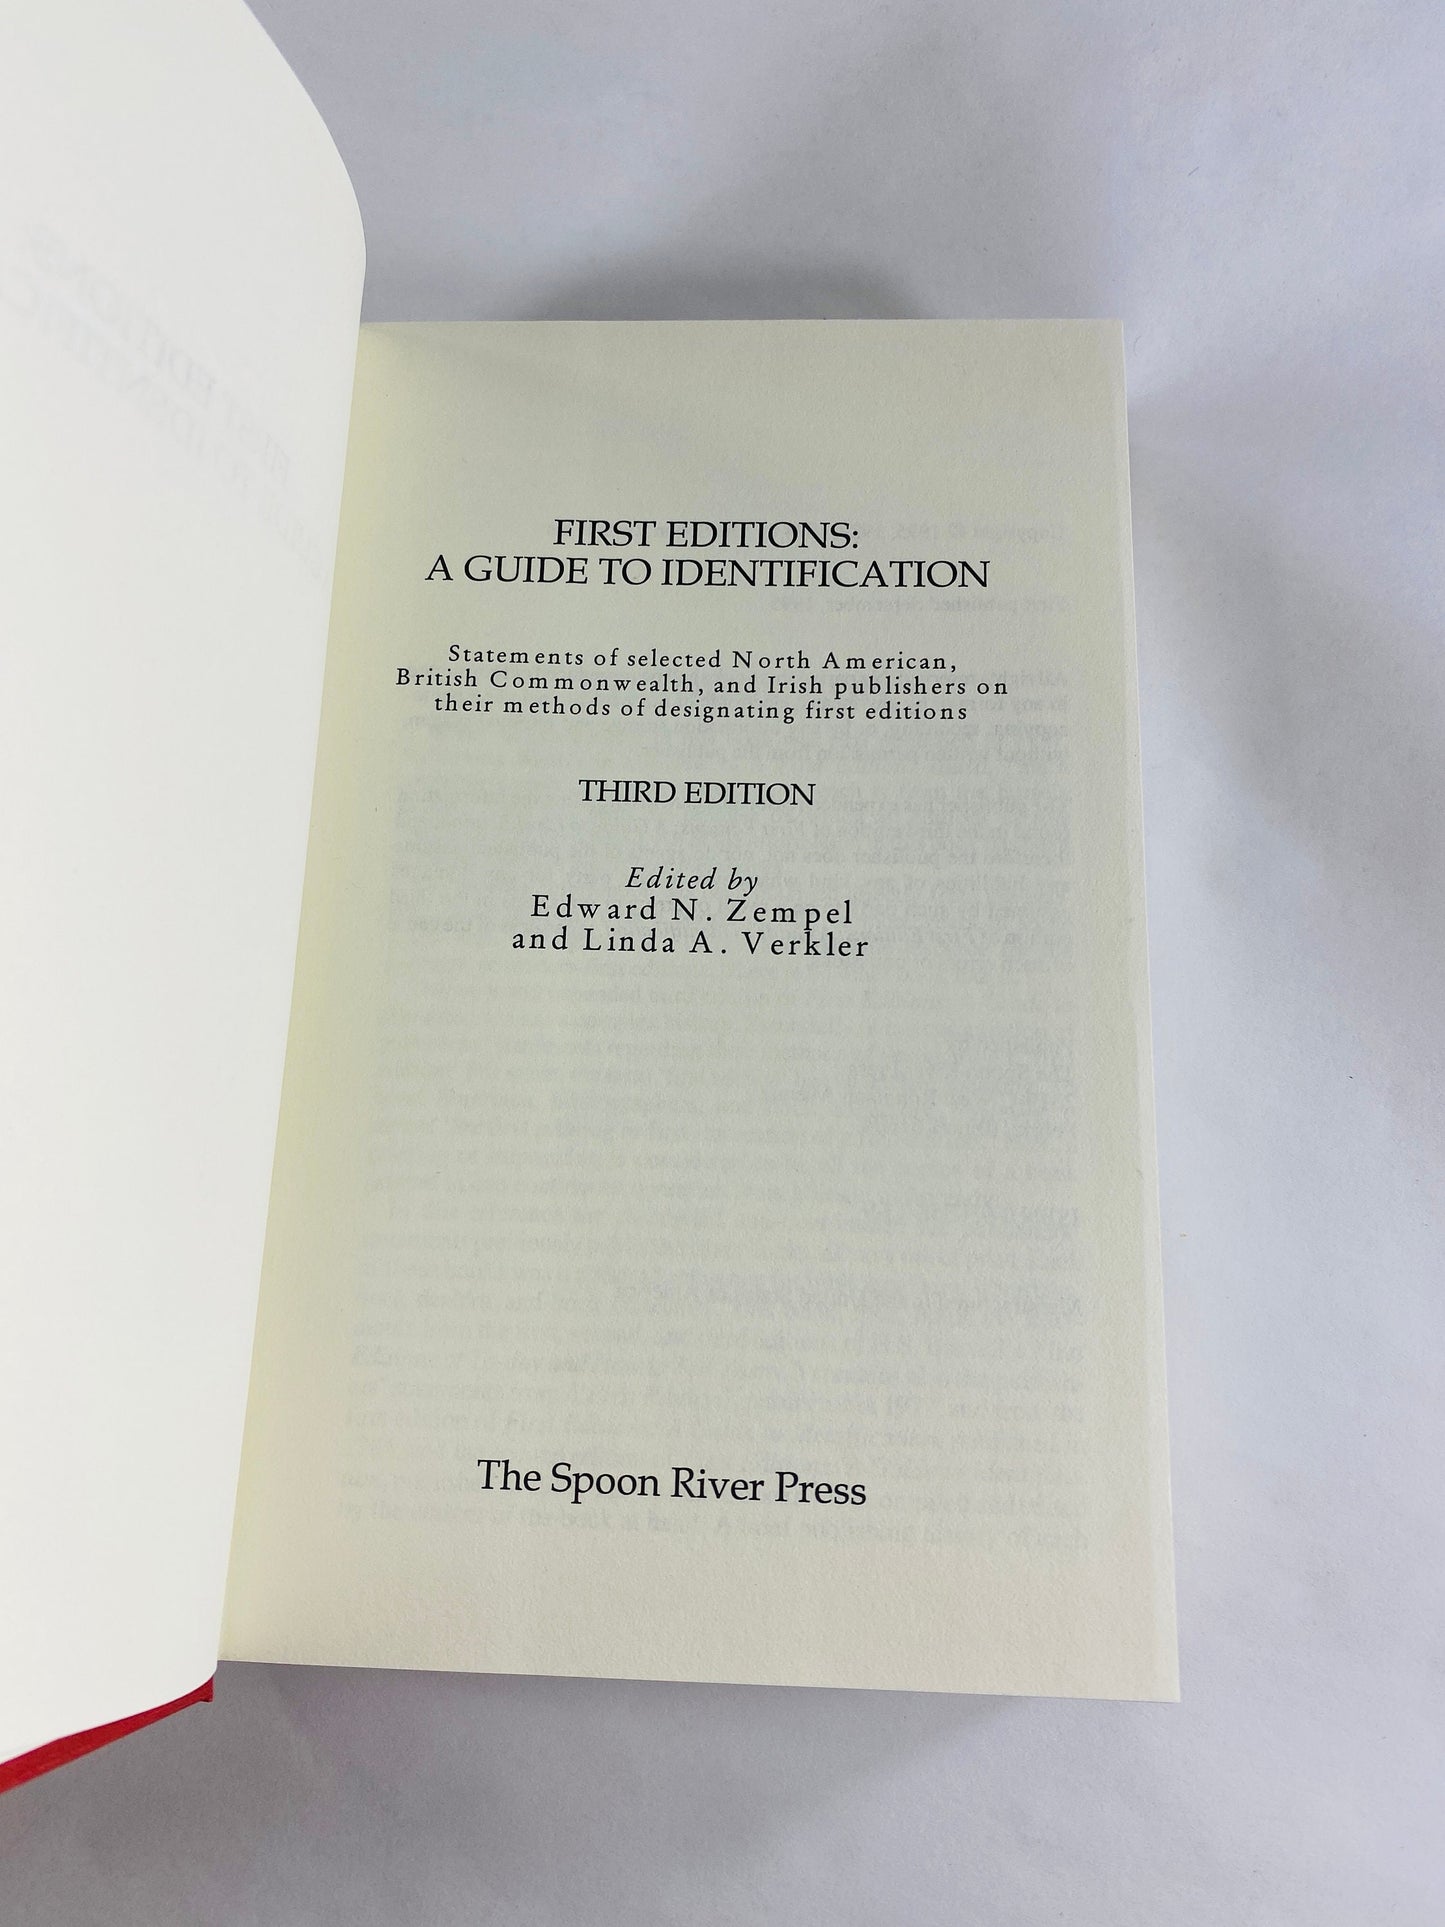 FIRST EDITIONS:
A GUIDE TO IDENTIFICATION
Statements of selected North American,
British Commonwealth, and Irish publishers on
their methods of designating first editions
THIRD EDITION
Edited by
Edward N. Zempel
and Linda A. Verkler
The Spoon River Press